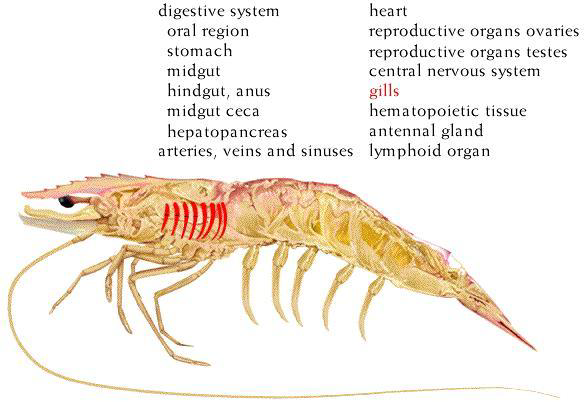 digestive system
oral region
stomach
midgut
hindgut, anus
midgut ceca
hepatopancreas
arteries, veins and sinuses
heart
reproductive organs ovaries
reproductive organs testes
central nervous system
gills
hematopoietic tissue
antennal gland
lymphoid organ